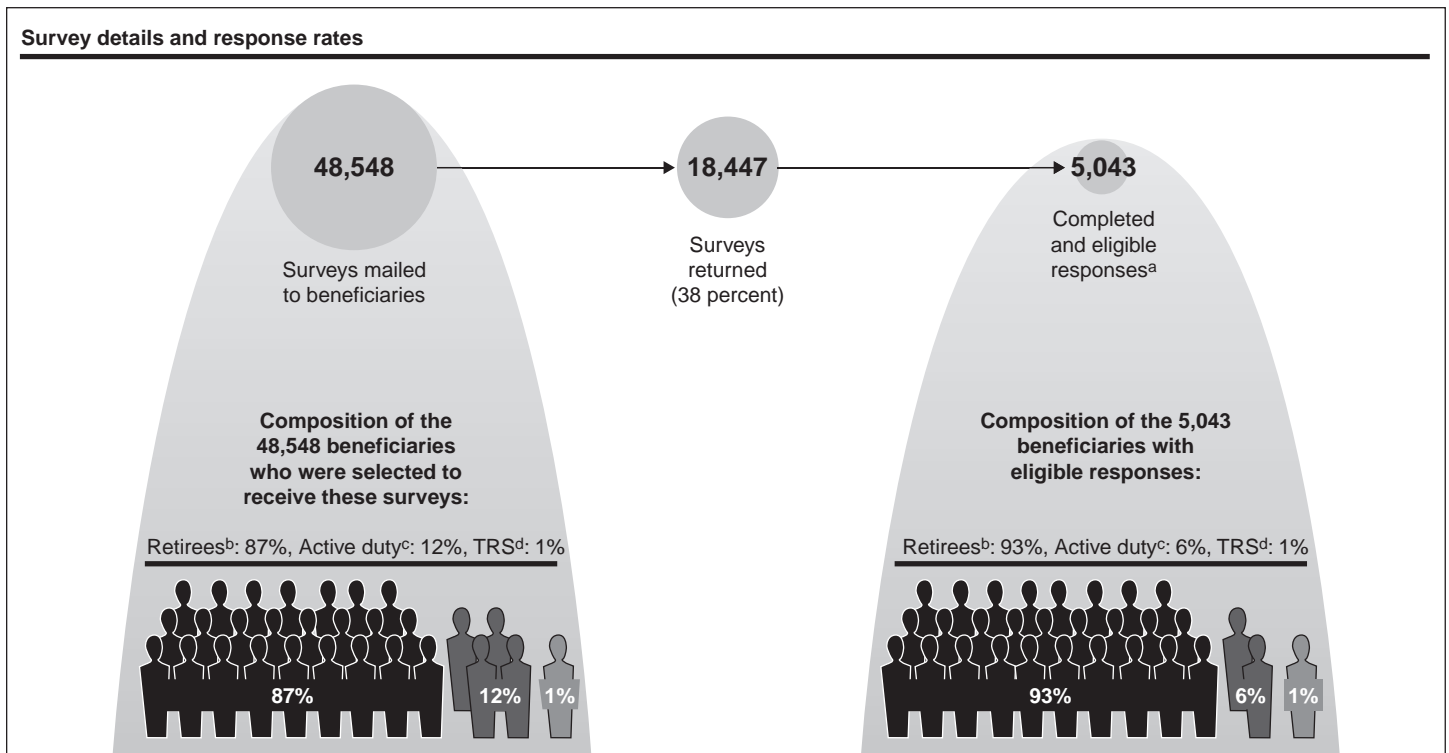 Survey details and response rates
48,548
18,447
5,043
Surveys mailed
to beneficiaries
Surveys
returned
(38 percent)
Completed
and eligible
responsesa
Composition of the
48,548 beneficiaries
who were selected to
receive these surveys:
Retireesb: 87%, Active dutyc: 12%, TRSd: 1%
87%
12%
1%
Composition of the 5,043
beneficiaries with
eligible responses:
Retireesb: 93%, Active dutyc: 6%, TRSd: 1%
93%
6%
1%